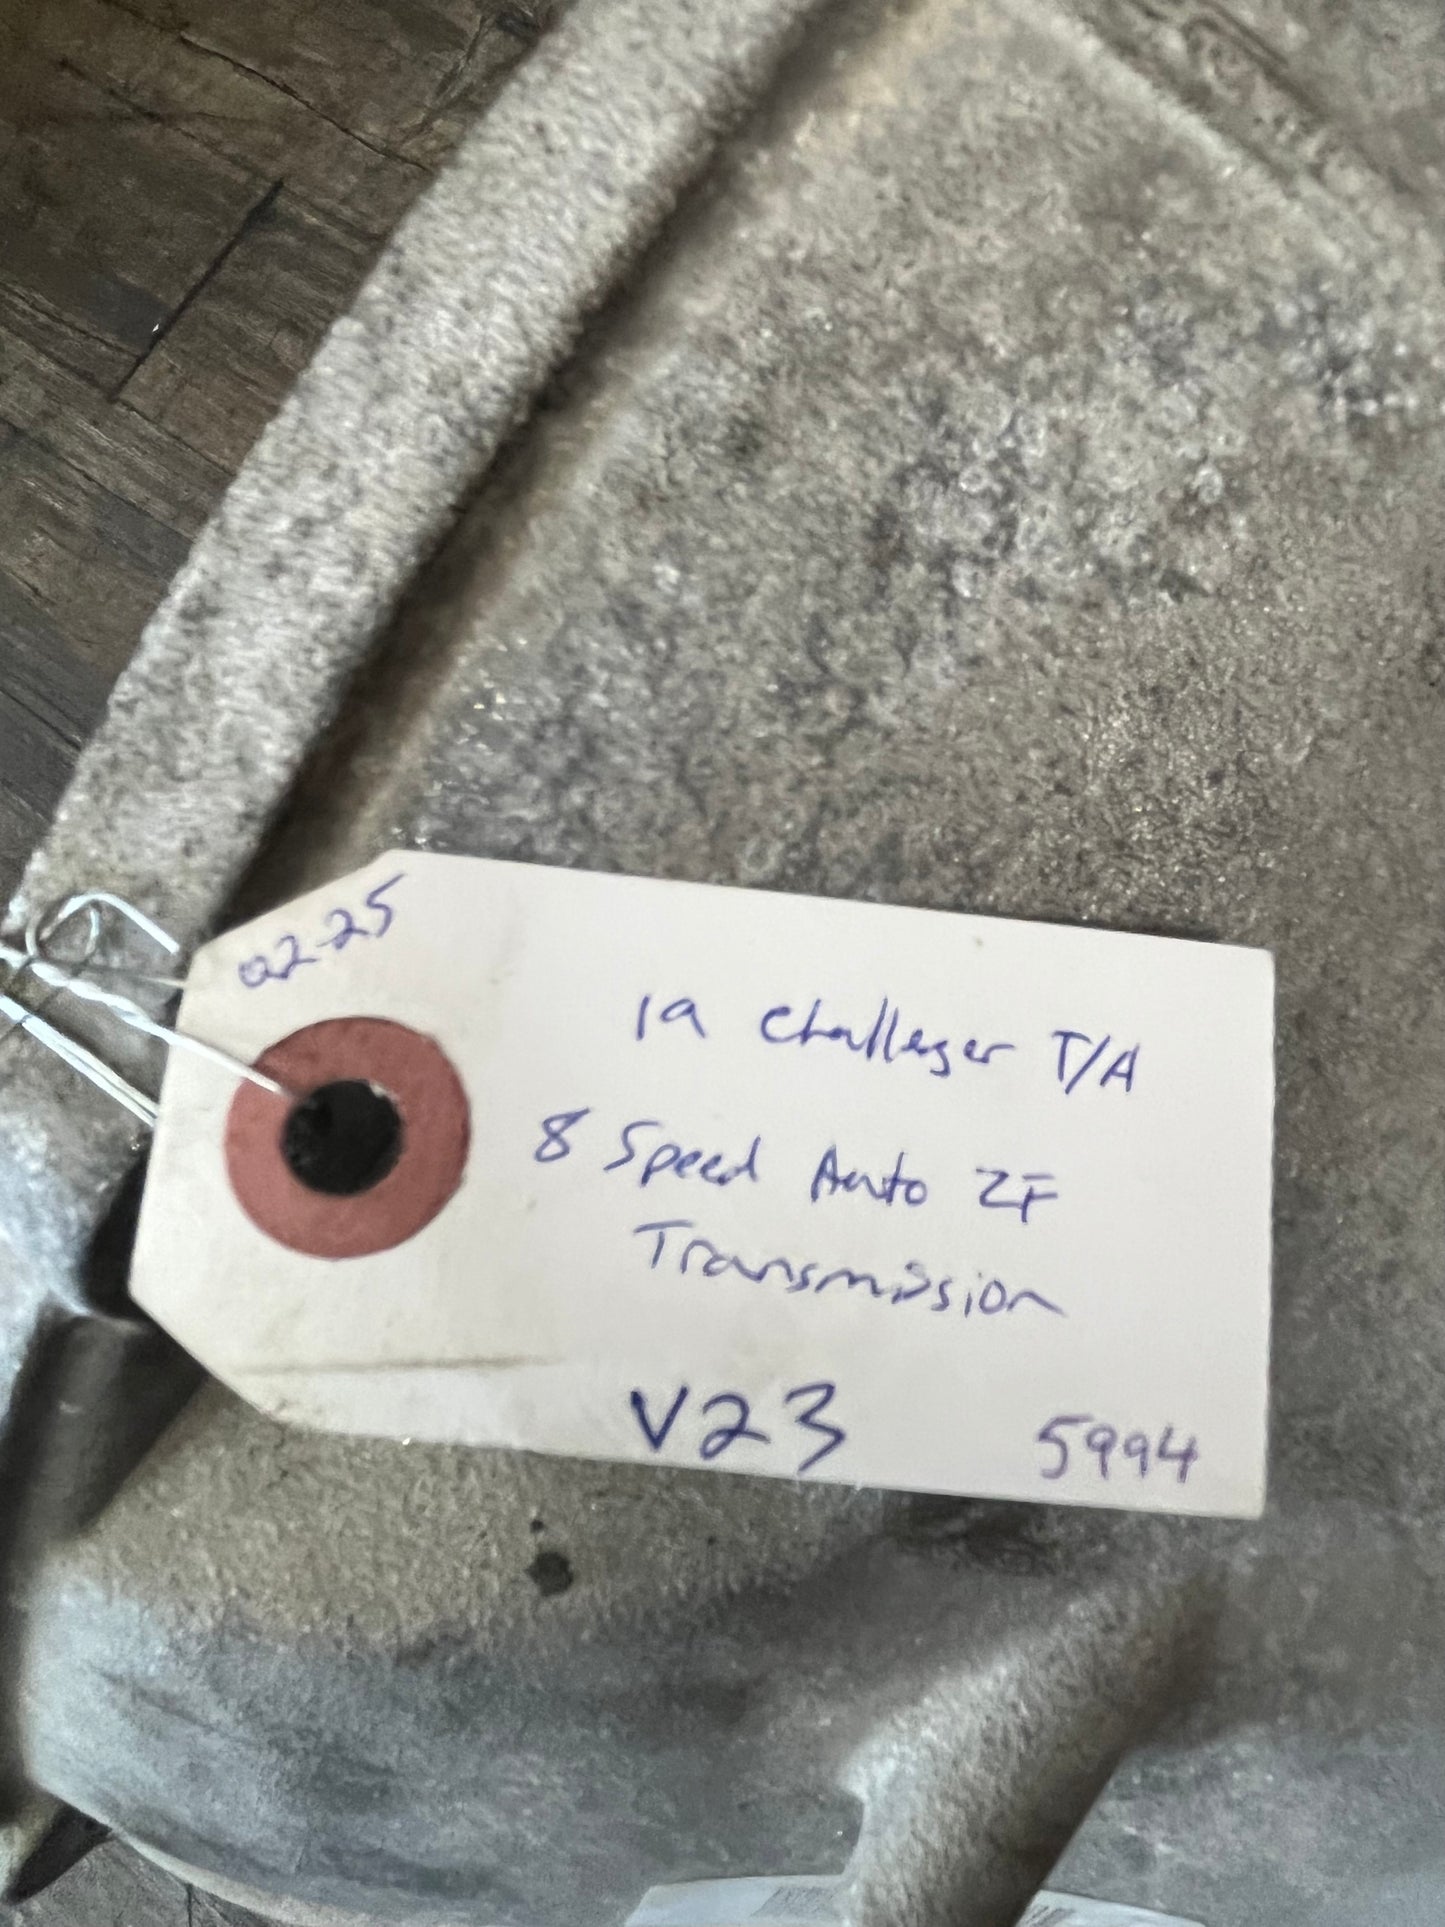 02-25
19 Challeger T/A
8 Speed Auto ZF
Transmission
V23
5994